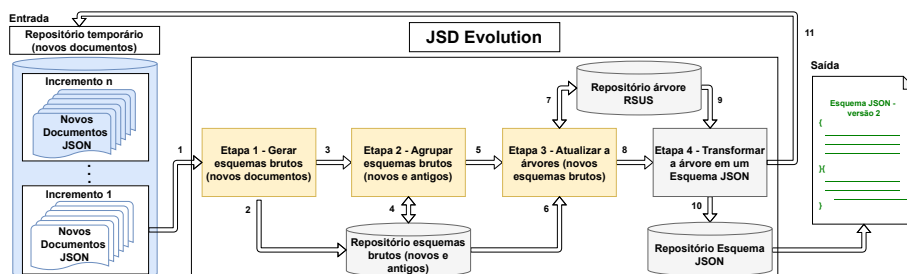 Entrada
Repositório temporário
(novos documentos)
Incremento n
Novos
Documentos
JSON
Incremento 1
Novos
Documentos
JSON
JSD Evolution
1
Etapa 1 - Gerar
esquemas brutos
(novos documentos)
2
3
Etapa 2 - Agrupar
esquemas brutos
(novos e antigos)
4
Repositório esquemas
brutos (novos e
antigos)
5
6
Etapa 3 - Atualizar a
árvores (novos
esquemas brutos)
7
Repositório árvore
RSUS
8
9
Etapa 4 - Transformar
a árvore em um
Esquema JSON
10
Repositório Esquema
JSON
11
Saída
Esquema JSON -
versão 2
{
}{
}